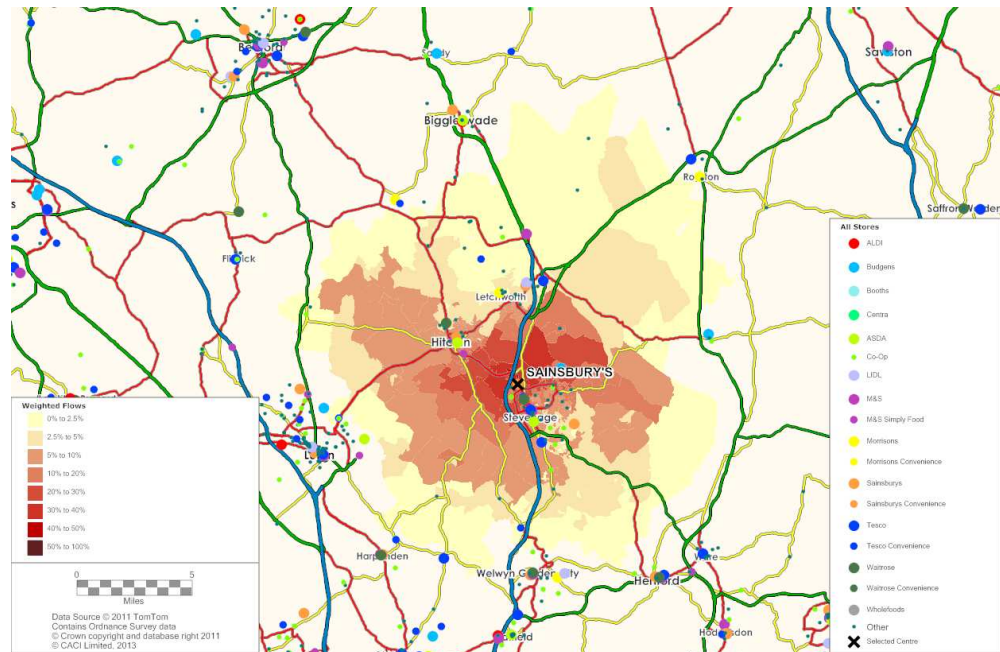 Bedford
Sandy
Sawston
Biggleswade
Royston
Saffron Walden
Flitwick
Letchworth
Hitchin
SAINSBURY'S
Stevenage
Luton
Harpenden
Welwyn Garden City
Hertford
Ware
Hatfield
Hoddesdon
s
Weighted Flows
0% to 2.5%
2.5% to 5%
5% to 10%
10% to 20%
20% to 30%
30% to 40%
40% to 50%
50% to 100%
0 5
Miles
Data Source © 2011 TomTom
Contains Ordnance Survey data
© Crown copyright and database right 2011
© CACI Limited, 2013
All Stores
ALDI
Budgens
Booths
Centra
ASDA
Co-Op
LIDL
M&S
M&S Simply Food
Morrisons
Morrisons Convenience
Sainsburys
Sainsburys Convenience
Tesco
Tesco Convenience
Waitrose
Waitrose Convenience
Wholefoods
Other
Selected Centre